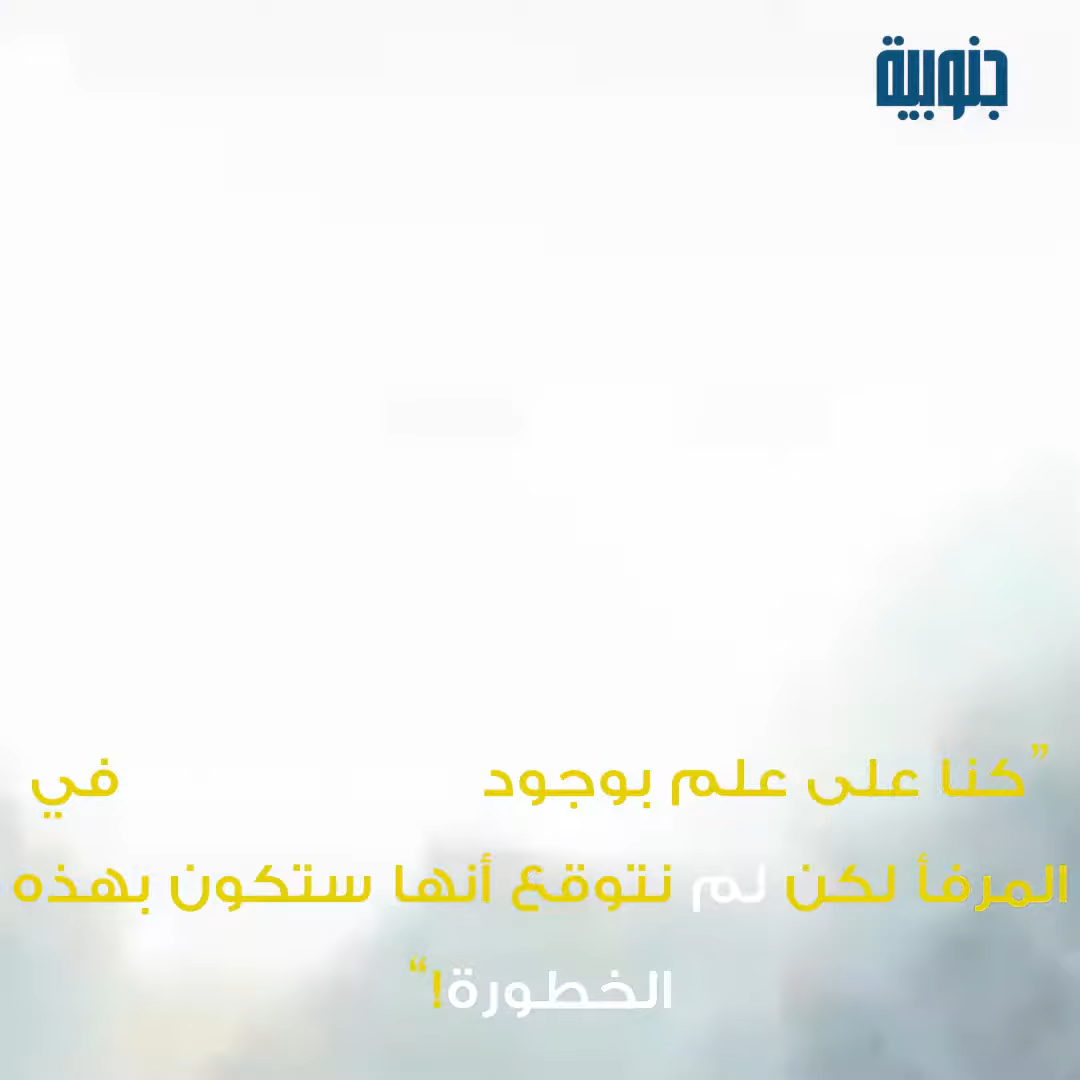 جنوبية
”كنا على علم بوجود في
المرفأ لكن لم نتوقع أنها ستكون بهذه
الخطورة!“